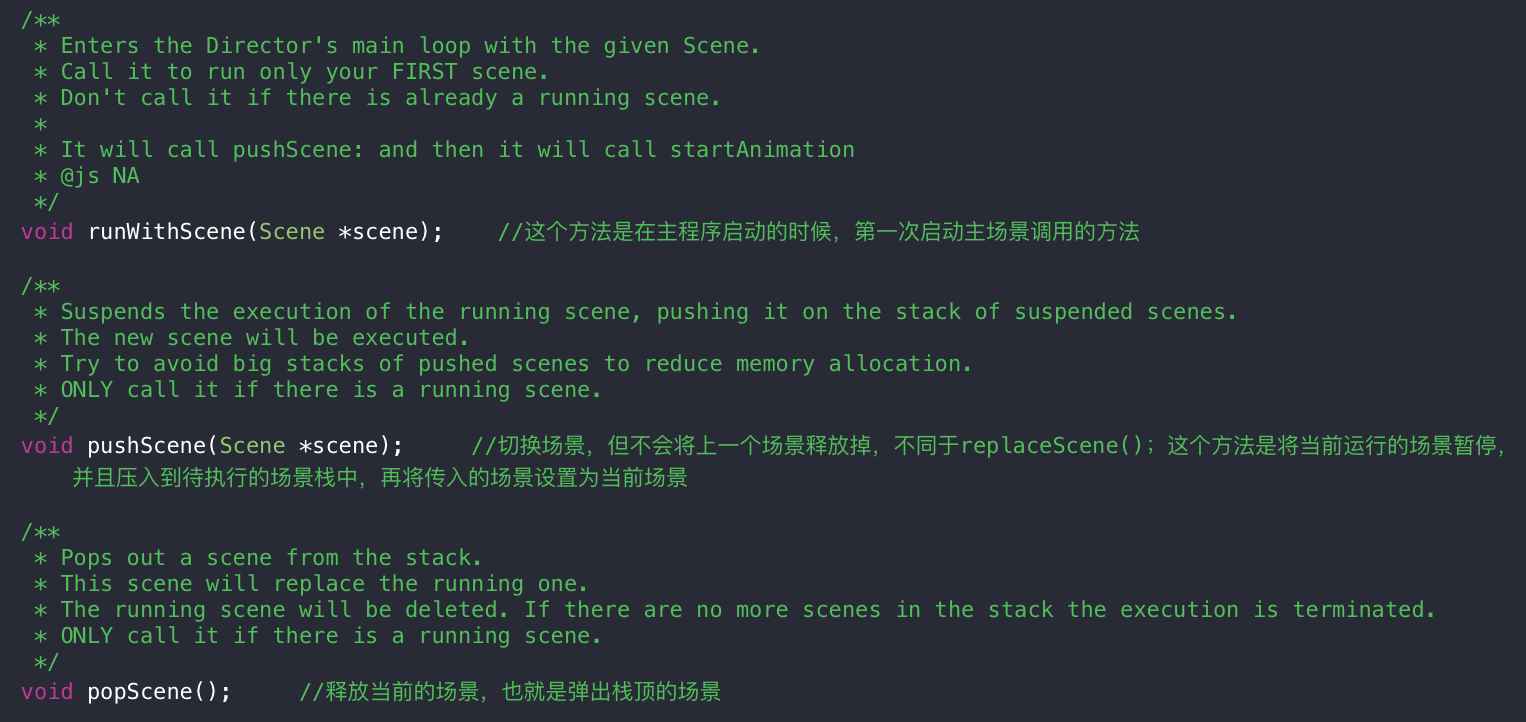 /**
 * Enters the Director's main loop with the given Scene.
 * Call it to run only your FIRST scene.
 * Don't call it if there is already a running scene.
 *
 * It will call pushScene: and then it will call startAnimation
 * @js NA
 */
void runWithScene(Scene *scene);    //这个方法是在主程序启动的时候，第一次启动主场景调用的方法
/**
 * Suspends the execution of the running scene, pushing it on the stack of suspended scenes.
 * The new scene will be executed.
 * Try to avoid big stacks of pushed scenes to reduce memory allocation.
 * ONLY call it if there is a running scene.
 */
void pushScene(Scene *scene);     //切换场景，但不会将上一个场景释放掉，不同于replaceScene()；这个方法是将当前运行的场景暂停，
    并且压入到待执行的场景栈中，再将传入的场景设置为当前场景
/**
 * Pops out a scene from the stack.
 * This scene will replace the running one.
 * The running scene will be deleted. If there are no more scenes in the stack the execution is terminated.
 * ONLY call it if there is a running scene.
 */
void popScene();     //释放当前的场景，也就是弹出栈顶的场景